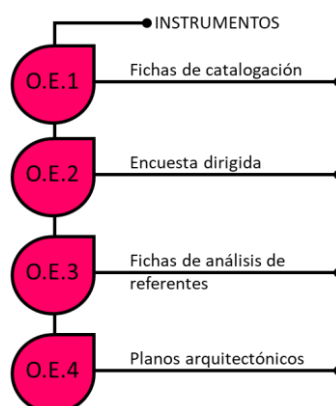 INSTRUMENTOS
O.E.1
Fichas de catalogación
O.E.2
Encuesta dirigida
O.E.3
Fichas de análisis de
referentes
O.E.4
Planos arquitectónicos